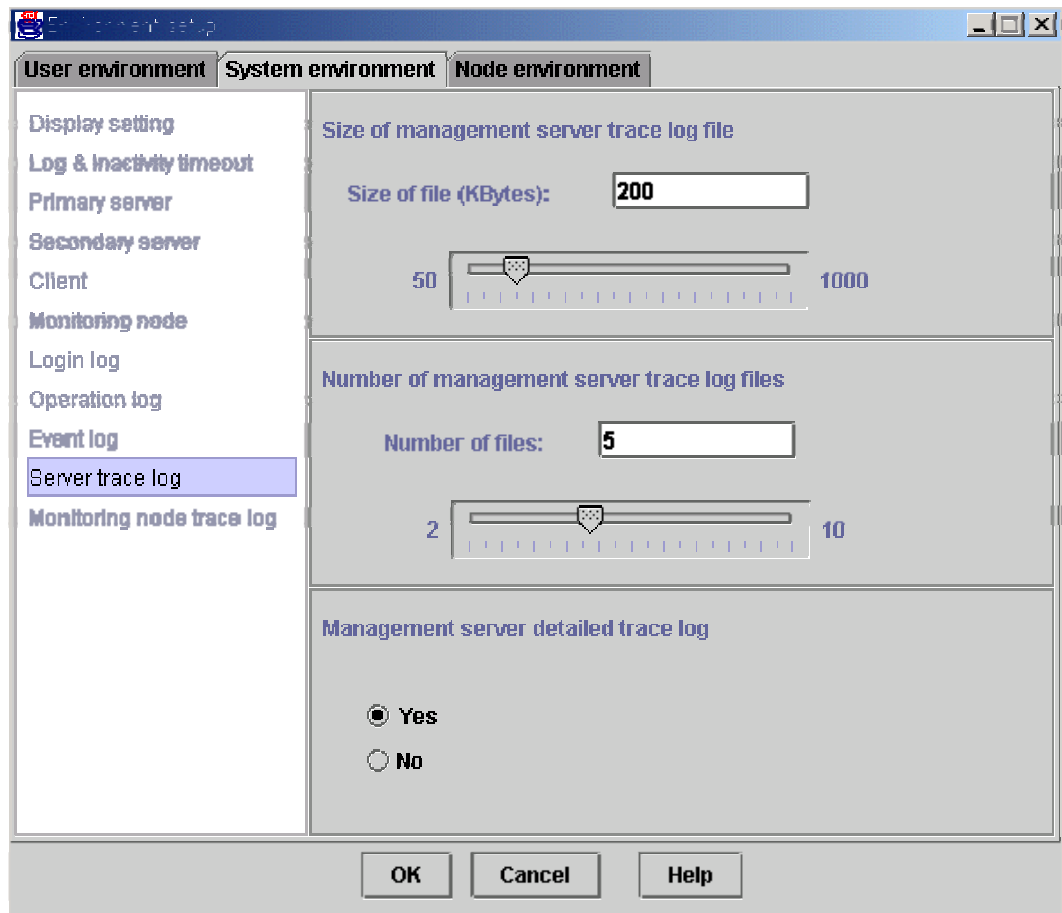 Environment setup
User environment System environment Node environment
Display setting
Log & Inactivity timeout
Primary server
Secondary server
Client
Monitoring node
Login log
Operation log
Event log
Server trace log
Monitoring node trace log
Size of management server trace log file
Size of file (KBytes): 200
50 1000
Number of management server trace log files
Number of files: 5
2 10
Management server detailed trace log
Yes
No
OK Cancel Help